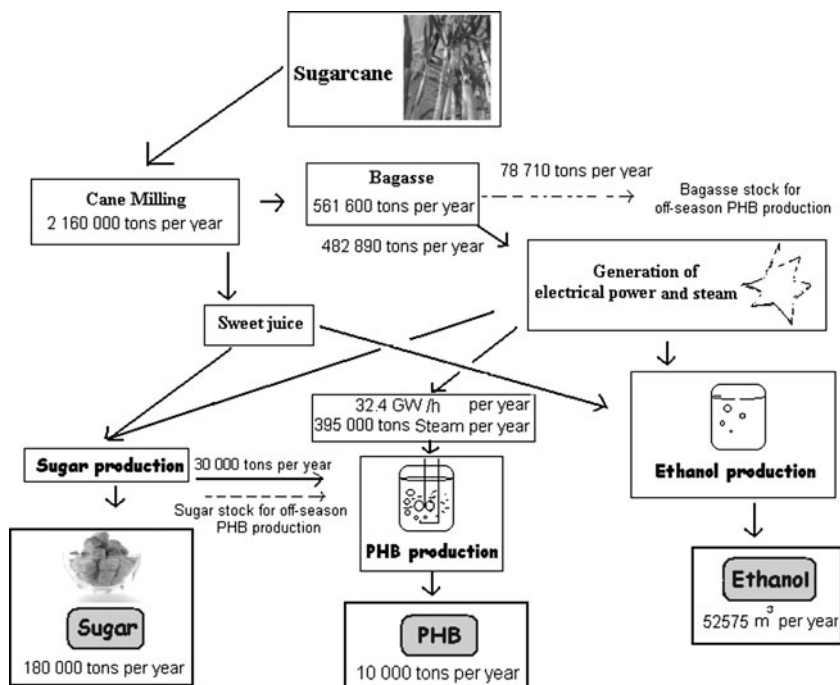 Sugarcane
Cane Milling
2 160 000 tons per year
Bagasse
561 600 tons per year
78 710 tons per year
Bagasse stock for
off-season PHB production
482 890 tons per year
Generation of
electrical power and steam
Sweet juice
32.4 GW /h per year
395 000 tons Steam per year
Sugar production
30 000 tons per year
Sugar stock for off-season
PHB production
PHB production
Ethanol production
Sugar
180 000 tons per year
PHB
10 000 tons per year
Ethanol
52575 m³ per year